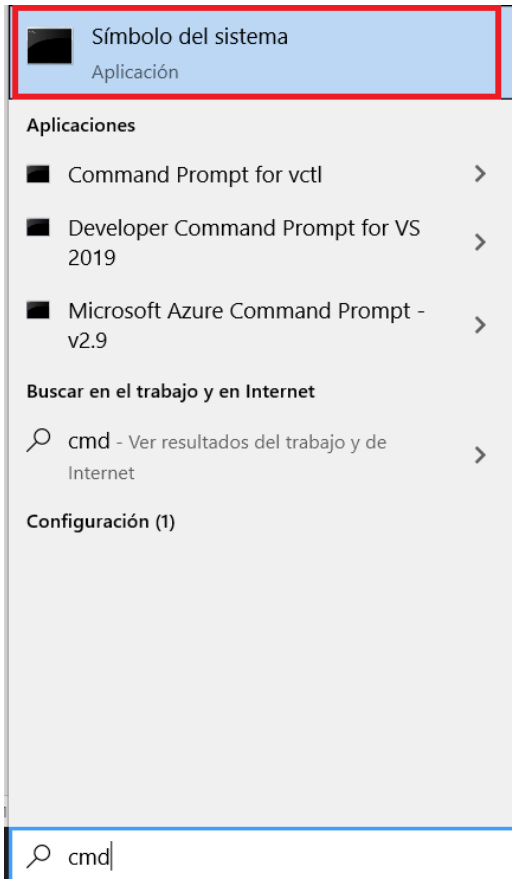 Símbolo del sistema
Aplicación
Aplicaciones
Command Prompt for vctl
Developer Command Prompt for VS
2019
Microsoft Azure Command Prompt -
v2.9
Buscar en el trabajo y en Internet
cmd - Ver resultados del trabajo y de
Internet
Configuración (1)
cmd